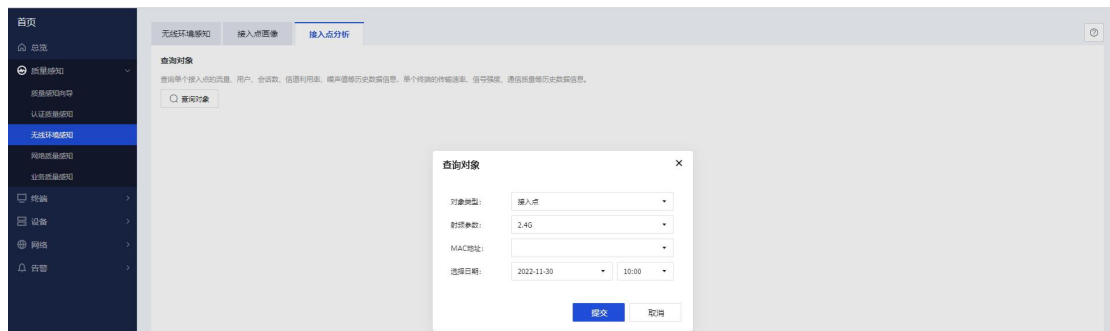 首页
总览
质量感知
质量感知向导
认证质量感知
无线环境感知
网络质量感知
业务质量感知
终端
设备
网络
告警
无线环境感知 接入点画像 接入点分析
查询对象
查询单个接入点的流量、用户、会话数、信道利用率、噪声值等历史数据信息、单个终端的传输速率、信号强度、通信质量等历史数据信息。
查询对象
查询对象
对象类型: 接入点
射频参数: 2.4G
MAC地址:
选择日期: 2022-11-30 10:00
提交 取消